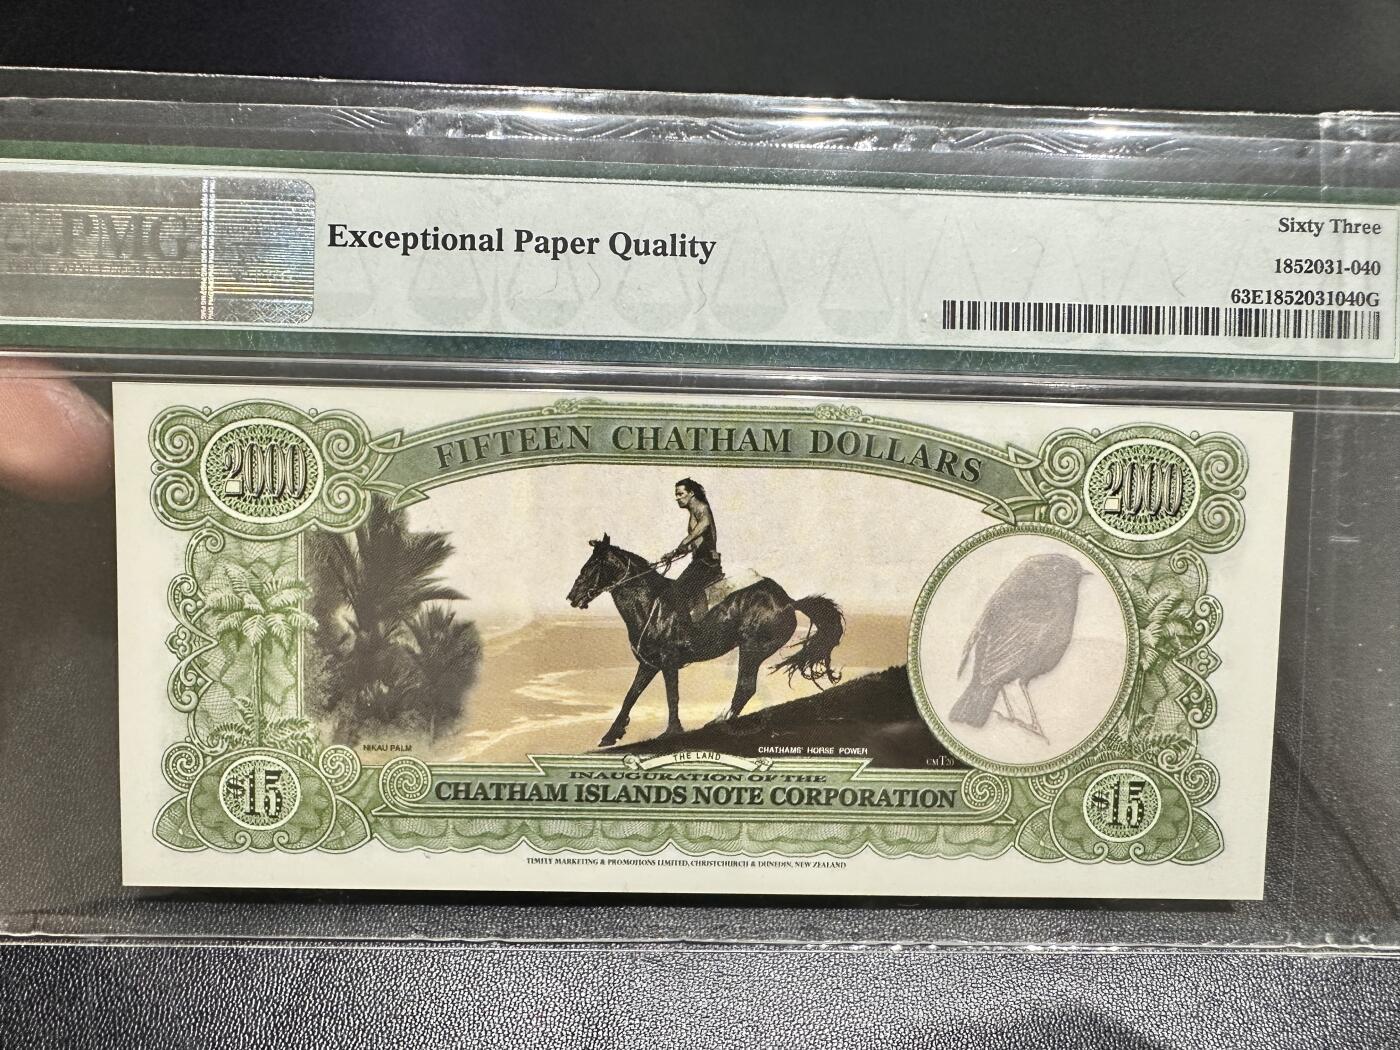 PMG
Exceptional Paper Quality
Sixty Three
1852031-040
63E1852031040G
2000
FIFTEEN CHATHAM DOLLARS
2000
NIKAU PALM
THE LAND
CHATHAMS' HORSE POWER
$15
INAUGURATION OF THE
CHATHAM ISLANDS NOTE CORPORATION
$15
TIMELY MARKETING & PROMOTIONS LIMITED, CHRISTCHURCH & DUNEDIN, NEW ZEALAND